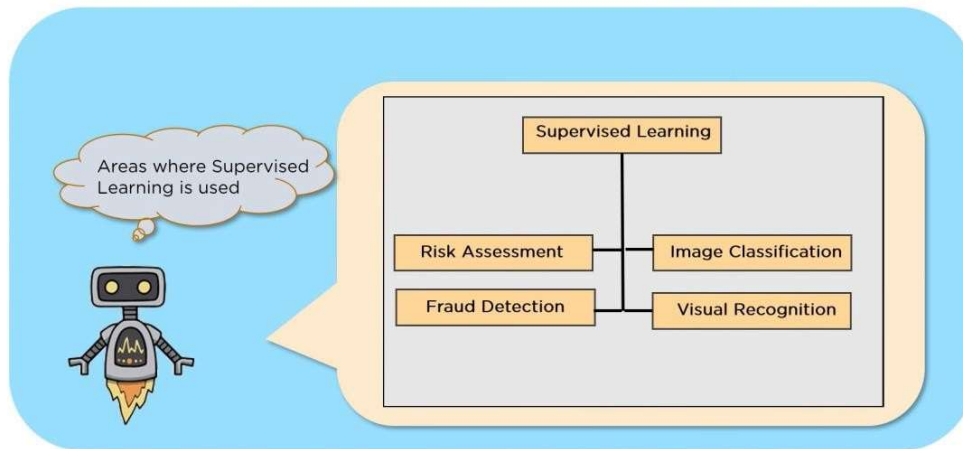 Areas where Supervised
Learning is used
Supervised Learning
Risk Assessment
Image Classification
Fraud Detection
Visual Recognition